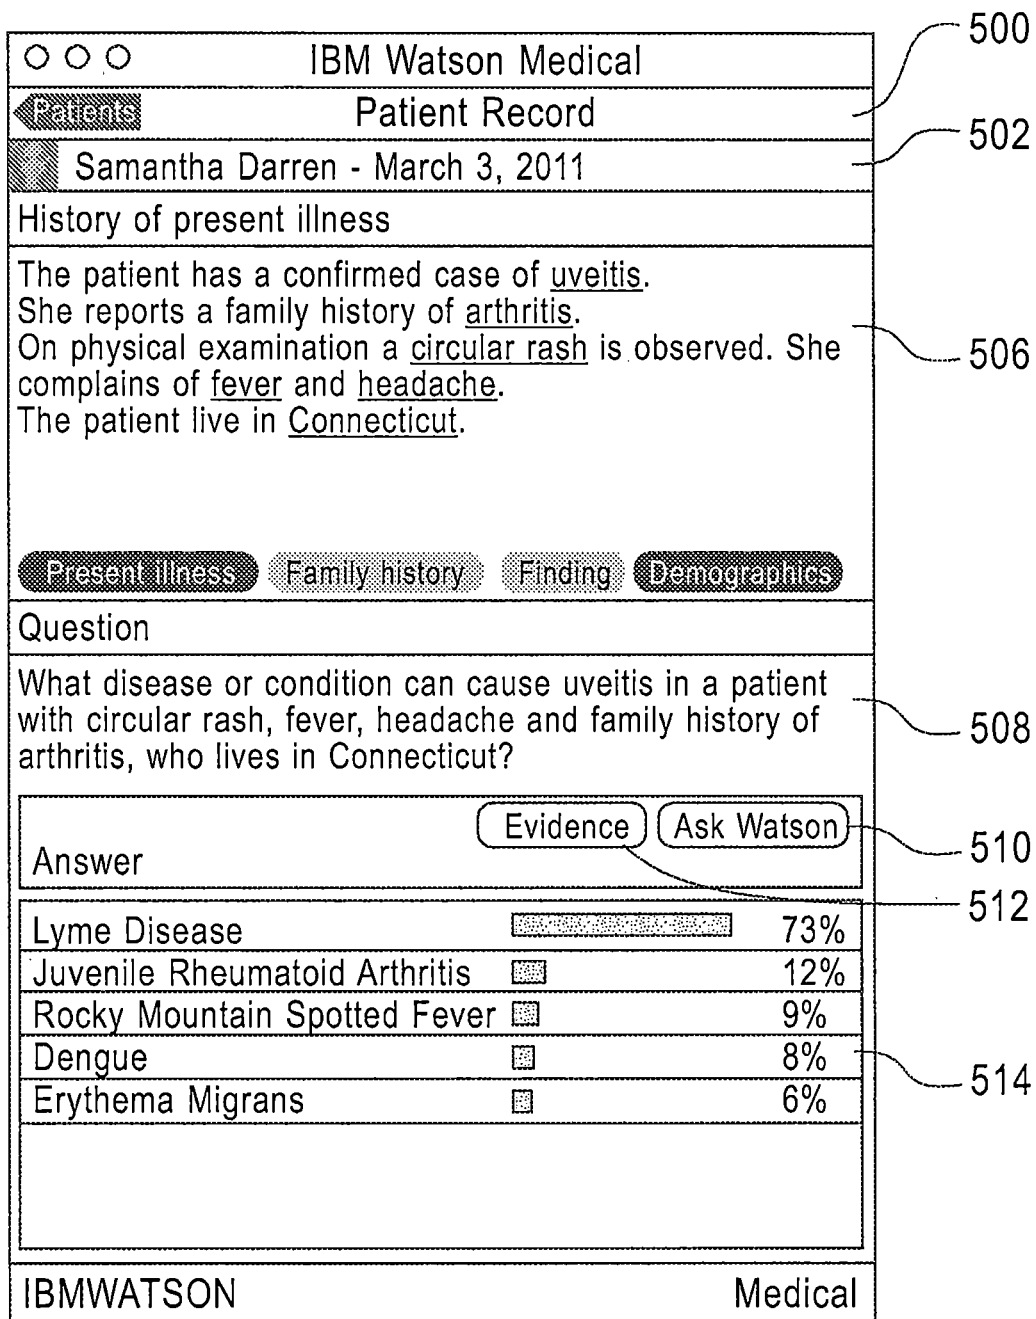 500
IBM Watson Medical
Patients Patient Record
502
Samantha Darren - March 3, 2011
History of present illness
The patient has a confirmed case of uveitis.
She reports a family history of arthritis.
On physical examination a circular rash is observed. She
506
complains of fever and headache.
The patient live in Connecticut.
Present illness Family history Finding Demographics
Question
What disease or condition can cause uveitis in a patient
with circular rash, fever, headache and family history of
508
arthritis, who lives in Connecticut?
Evidence Ask Watson
510
Answer
512
Lyme Disease 73%
Juvenile Rheumatoid Arthritis 12%
Rocky Mountain Spotted Fever 9%
Dengue 8%
514
Erythema Migrans 6%
IBMWATSON Medical